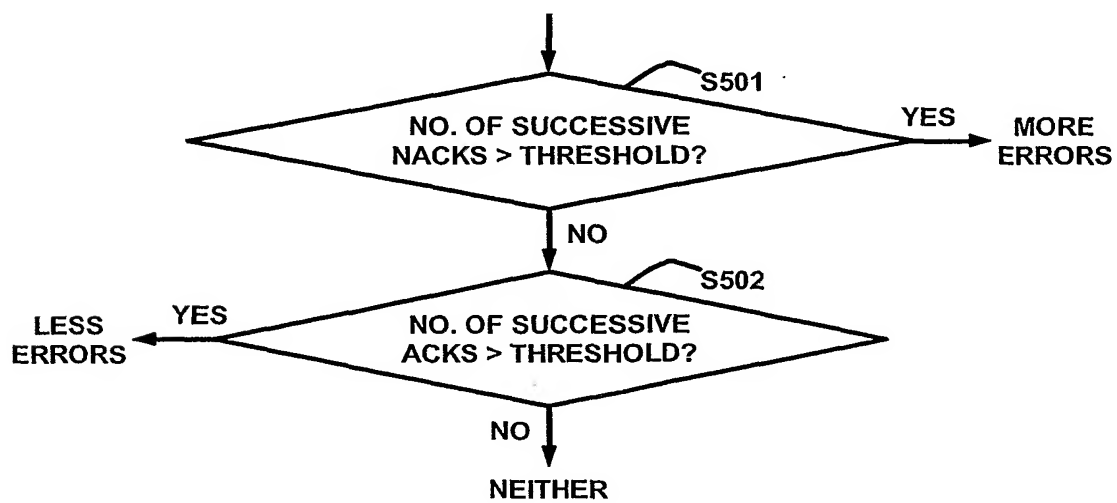 S501
NO. OF SUCCESSIVE
NACKS > THRESHOLD?
YES
MORE
ERRORS
NO
S502
NO. OF SUCCESSIVE
ACKS > THRESHOLD?
YES
LESS
ERRORS
NO
NEITHER